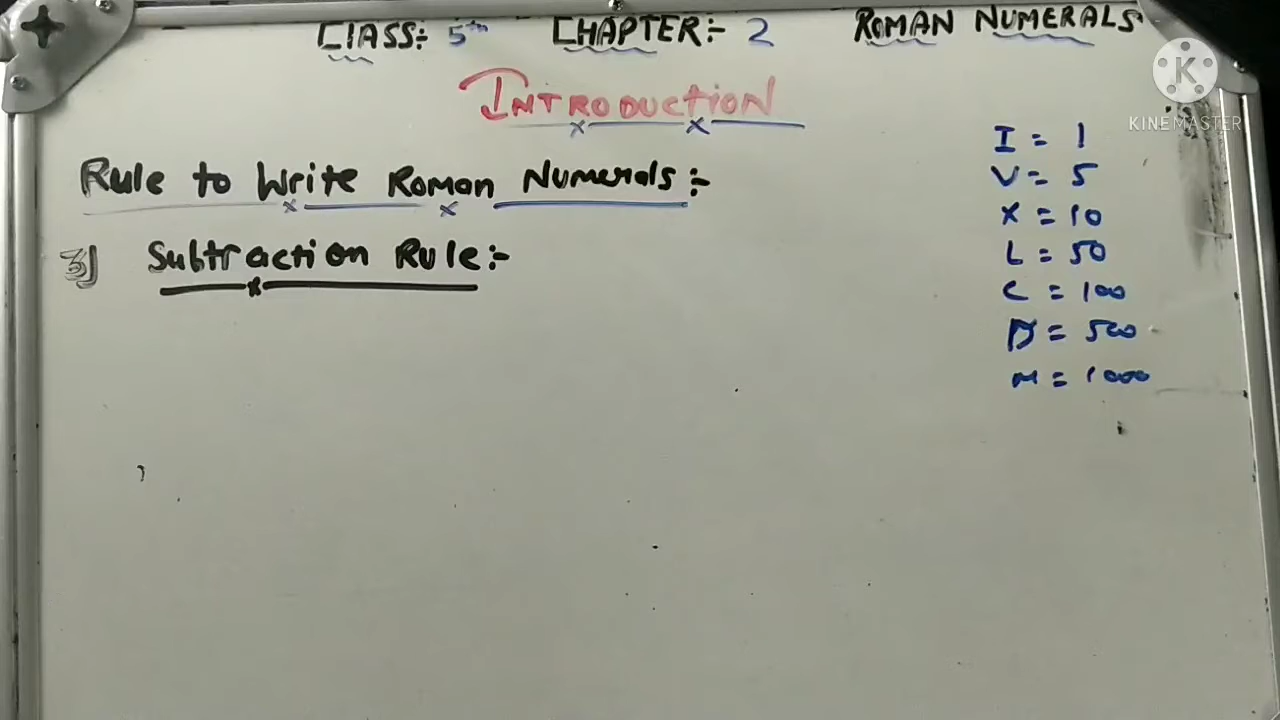 CLASS:- 5th CHAPTER:- 2 ROMAN NUMERALS
INTRODUCTION
K
KINEMASTER
Rule to Write Roman Numerals:-
3) Subtraction Rule:-
I = 1
V = 5
X = 10
L = 50
C = 100
D = 500
M = 1000